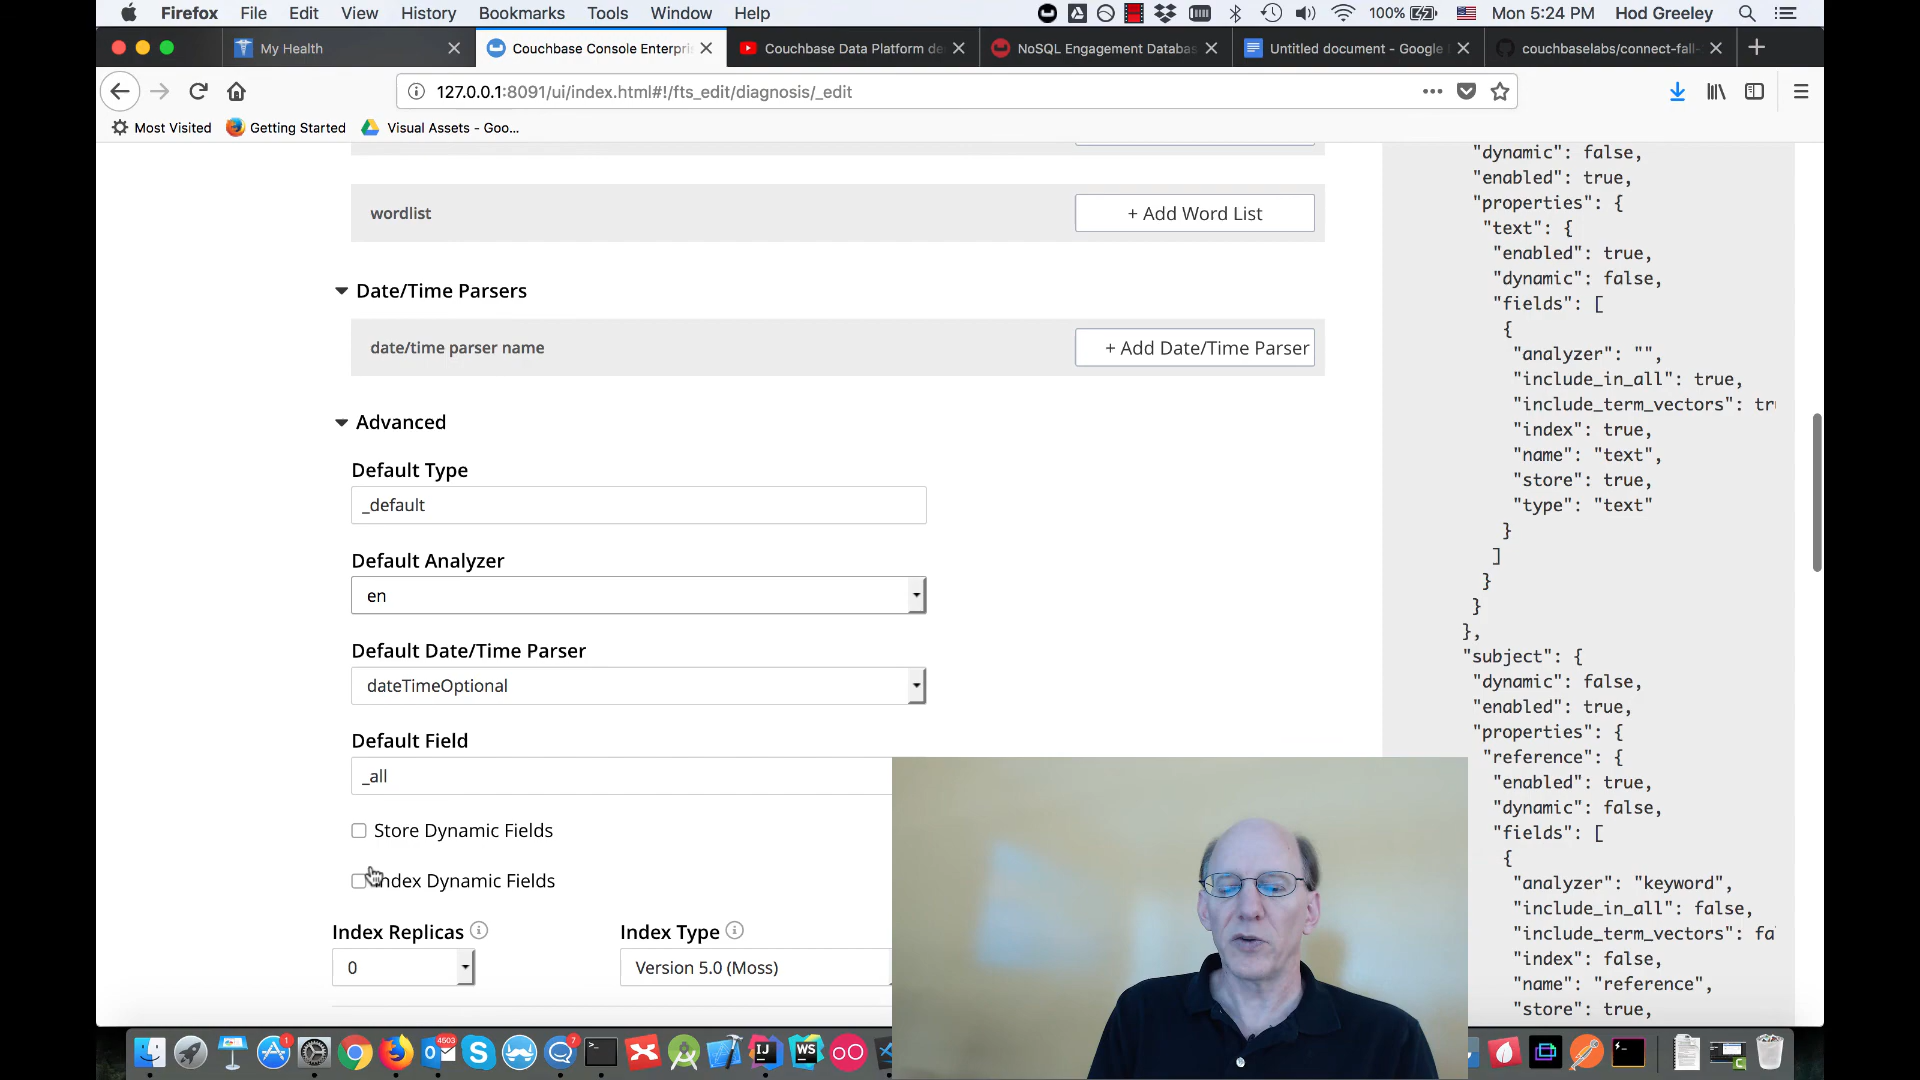 Firefox File Edit View History Bookmarks Tools Window Help 100% Mon 5:24 PM Hod Greeley
My Health Couchbase Console Enterpri Couchbase Data Platform de NoSQL Engagement Databas Untitled document - Google couchbaselabs/connect-fall-
127.0.0.1:8091/ui/index.html#!/fts_edit/diagnosis/_edit
Most Visited Getting Started Visual Assets - Goo...
wordlist
+ Add Word List
Date/Time Parsers
date/time parser name
+ Add Date/Time Parser
Advanced
Default Type
_default
Default Analyzer
en
Default Date/Time Parser
dateTimeOptional
Default Field
_all
Store Dynamic Fields
Index Dynamic Fields
Index Replicas
0
Index Type
Version 5.0 (Moss)
"dynamic": false,
"enabled": true,
"properties": {
"text": {
"enabled": true,
"dynamic": false,
"fields": [
{
"analyzer": "",
"include_in_all": true,
"include_term_vectors": tr
"index": true,
"name": "text",
"store": true,
"type": "text"
}
]
}
}
},
"subject": {
"dynamic": false,
"enabled": true,
"properties": {
"reference": {
"enabled": true,
"dynamic": false,
"fields": [
{
"analyzer": "keyword",
"include_in_all": false,
"include_term_vectors": fa
"index": false,
"name": "reference",
"store": true,
1
4603
7
IJ
WS